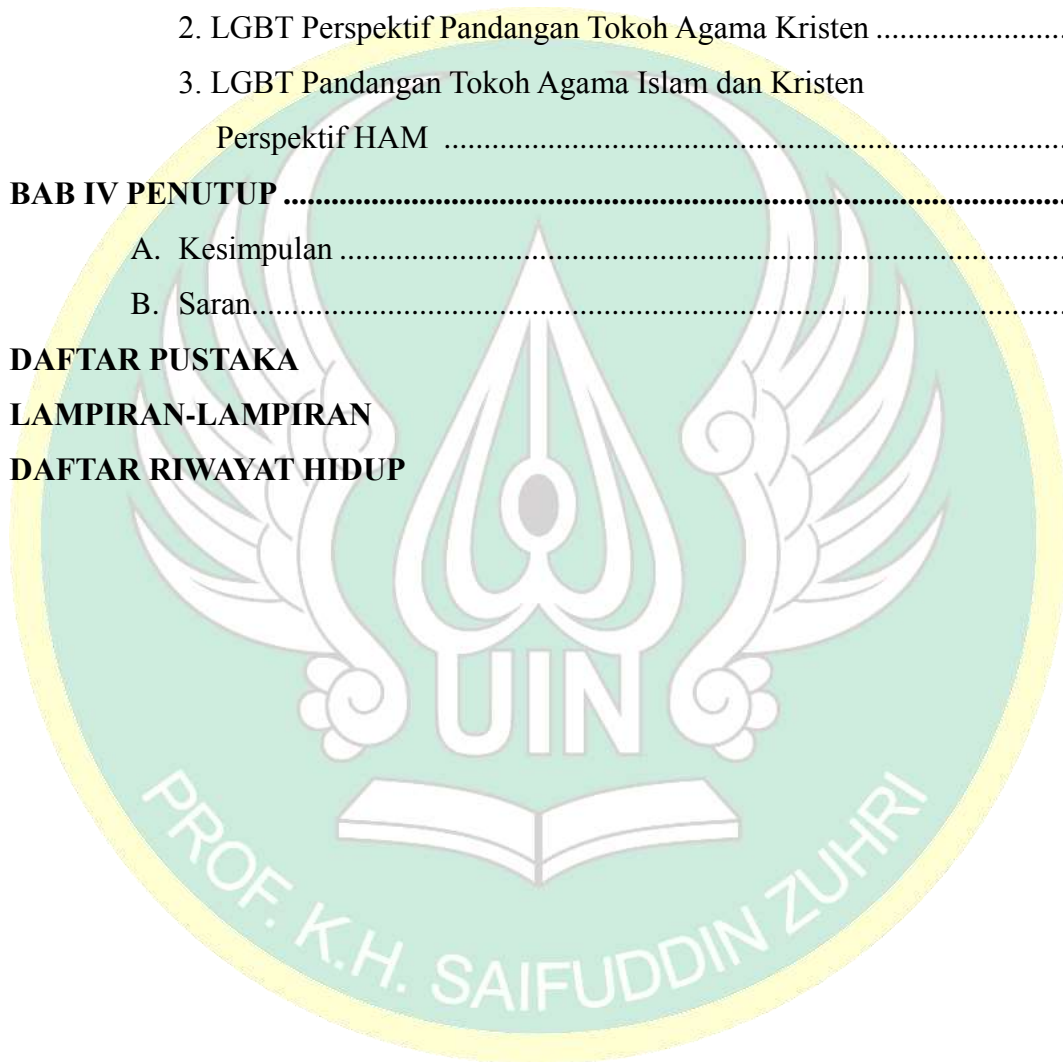 2. LGBT Perspektif Pandangan Tokoh Agama Kristen ........................
3. LGBT Pandangan Tokoh Agama Islam dan Kristen
Perspektif HAM ..............................................................................
BAB IV PENUTUP ..................................................................................................
A. Kesimpulan ...........................................................................................
B. Saran......................................................................................................
DAFTAR PUSTAKA
LAMPIRAN-LAMPIRAN
DAFTAR RIWAYAT HIDUP
UIN
PROF. K.H. SAIFUDDIN ZUHRI